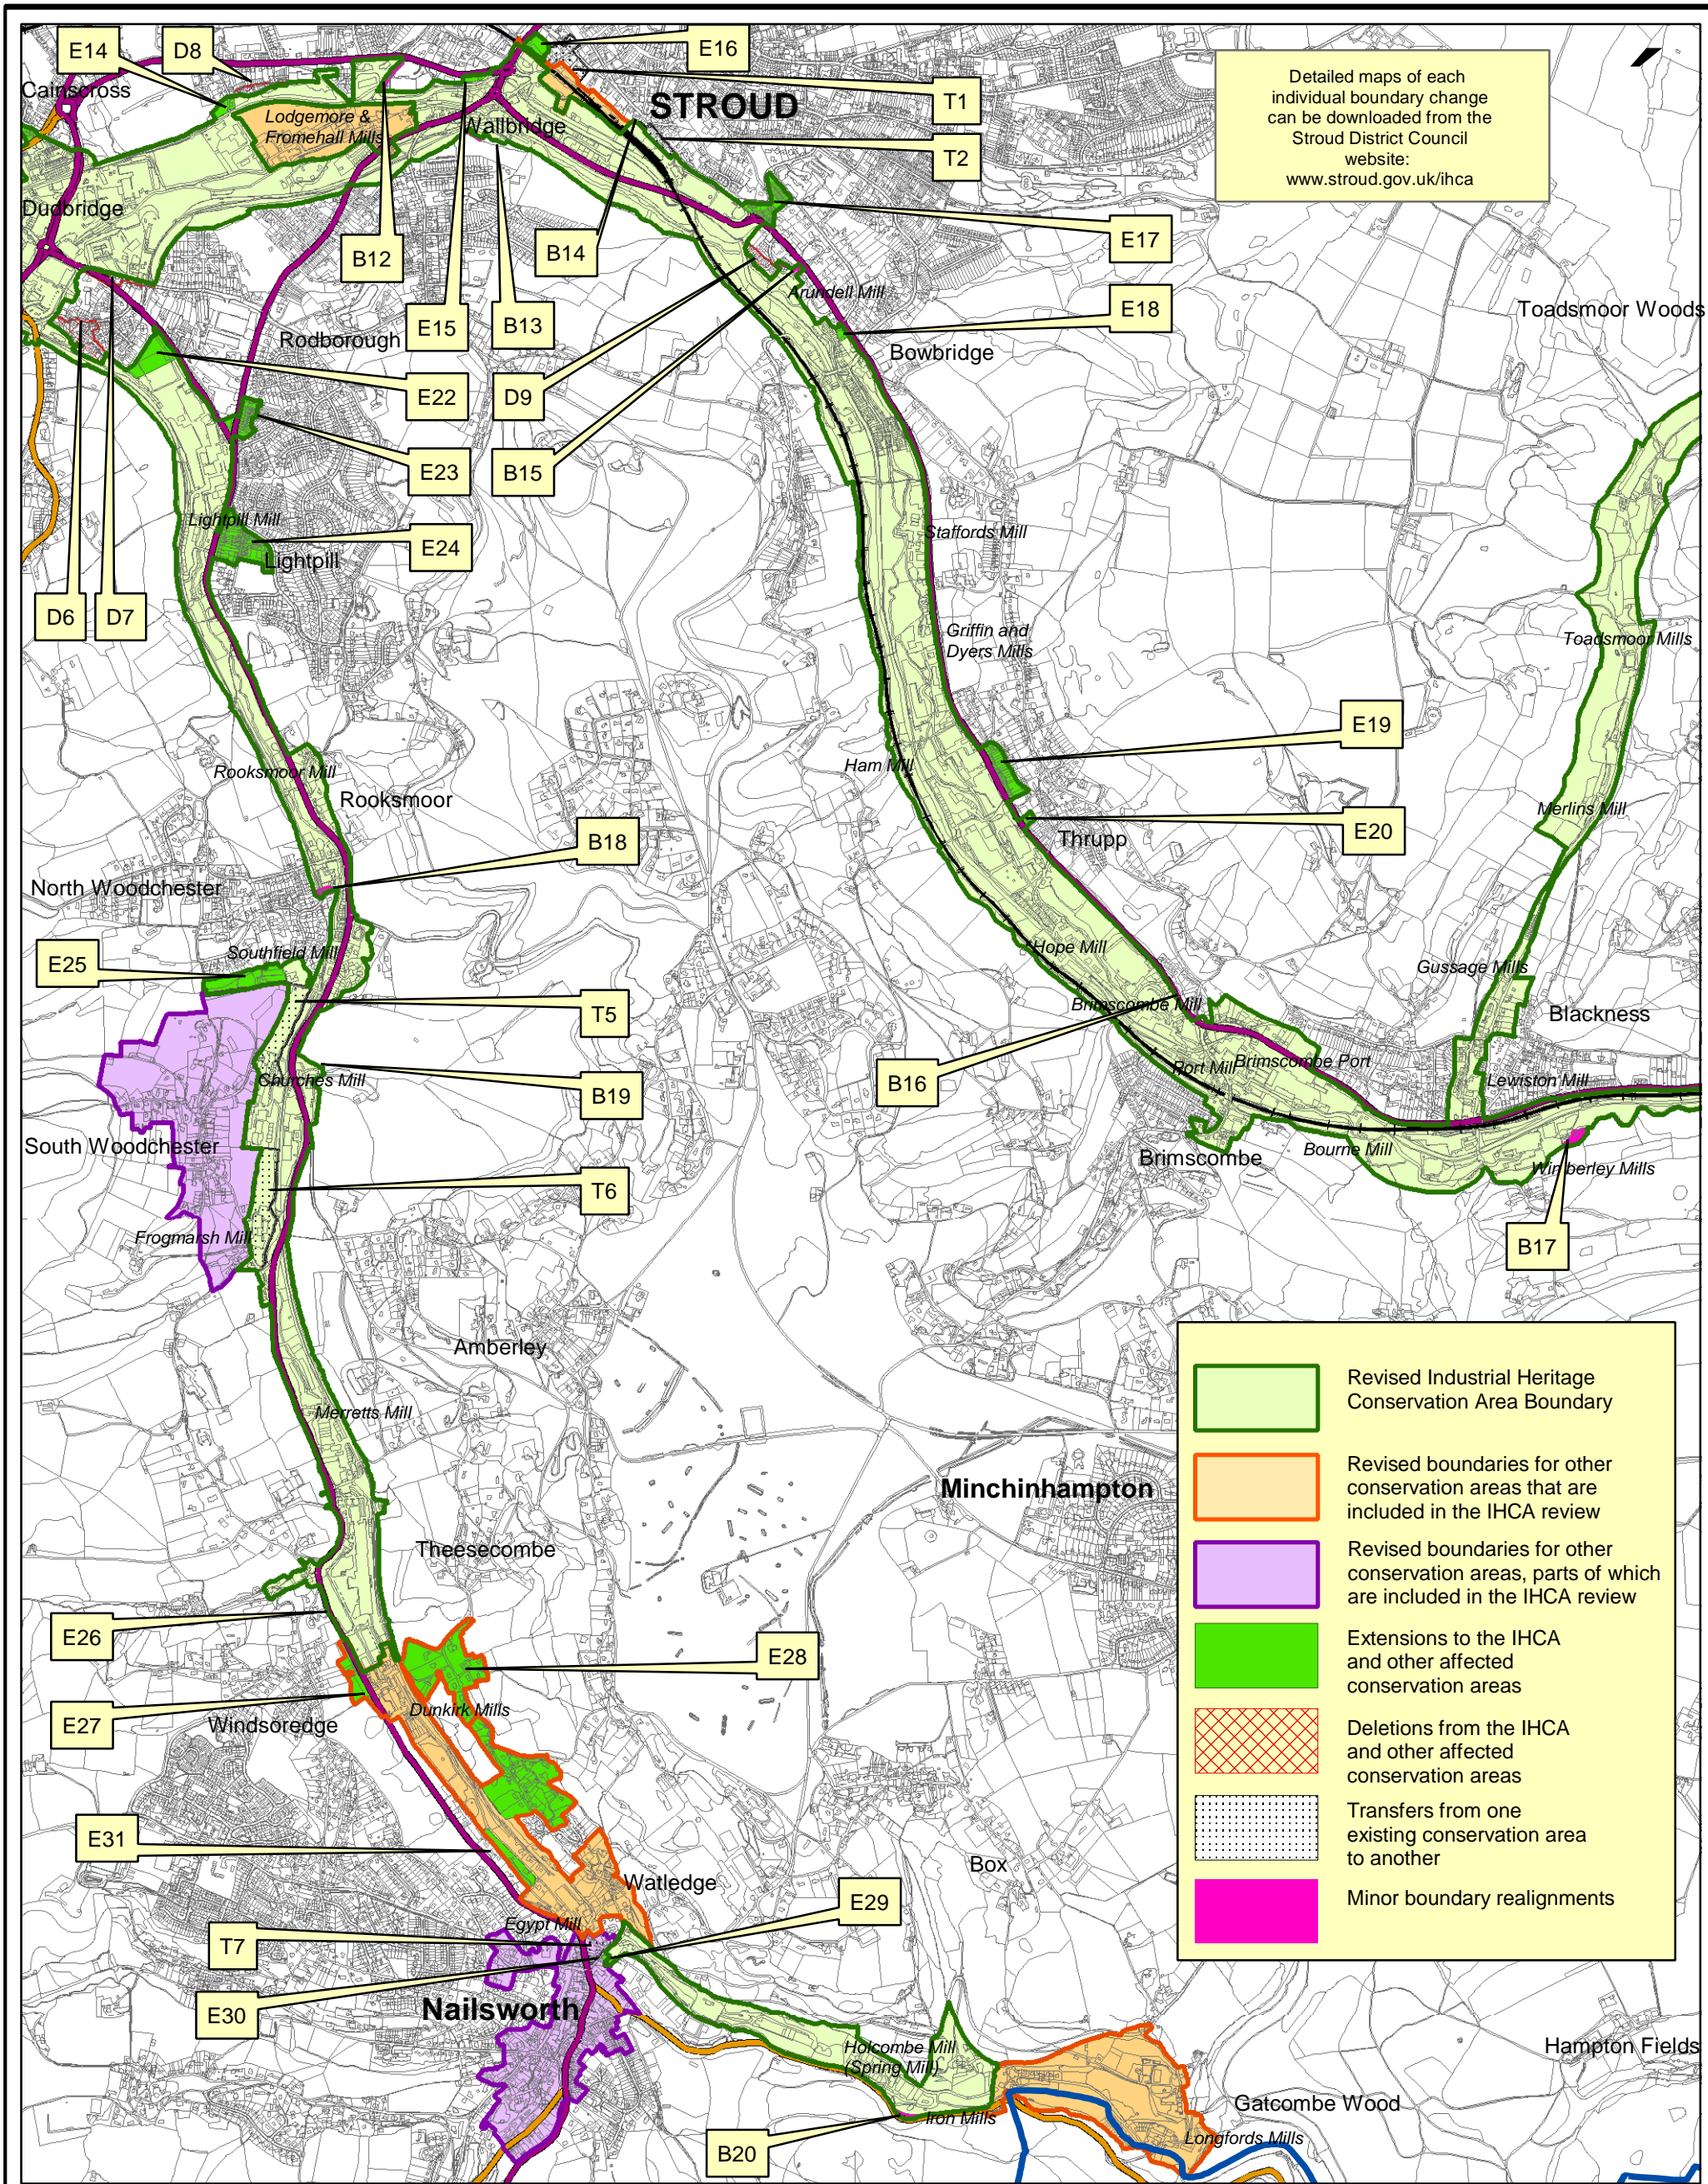 E14
D8
E16
Detailed maps of each
individual boundary change
can be downloaded from the
Stroud District Council
website:
www.stroud.gov.uk/ihca
Cainscross
T1
STROUD
Lodgemore &
Fromehall Mills
Wallbridge
T2
Dudbridge
E17
B12
B14
Arundell Mill
E18
Toadsmoor Woods
E15
B13
Rodborough
Bowbridge
E22
D9
E23
B15
Lightpill Mill
Staffords Mill
E24
Lightpill
D6
D7
Griffin and
Dyers Mills
Toadsmoor Mills
E19
Rooksmoor Mill
Ham Mill
Rooksmoor
Merlins Mill
B18
E20
Thrupp
North Woodchester
Southfield Mill
Hope Mill
E25
Gussage Mills
Brimscombe Mill
T5
Blackness
Churches Mill
B19
B16
Port Mill
Brimscombe Port
Lewiston Mill
South Woodchester
Brimscombe
Bourne Mill
Wimberley Mills
T6
Frogmarsh Mill
B17
Amberley
Merretts Mill
Minchinhampton
Theesecombe
E26
E28
Dunkirk Mills
E27
Windsoredge
E31
Watledge
Box
E29
Egypt Mill
T7
Nailsworth
E30
Holcombe Mill
(Spring Mill)
Hampton Fields
Gatcombe Wood
Iron Mills
Longfords Mills
B20
Revised Industrial Heritage
Conservation Area Boundary
Revised boundaries for other
conservation areas that are
included in the IHCA review
Revised boundaries for other
conservation areas, parts of which
are included in the IHCA review
Extensions to the IHCA
and other affected
conservation areas
Deletions from the IHCA
and other affected
conservation areas
Transfers from one
existing conservation area
to another
Minor boundary realignments